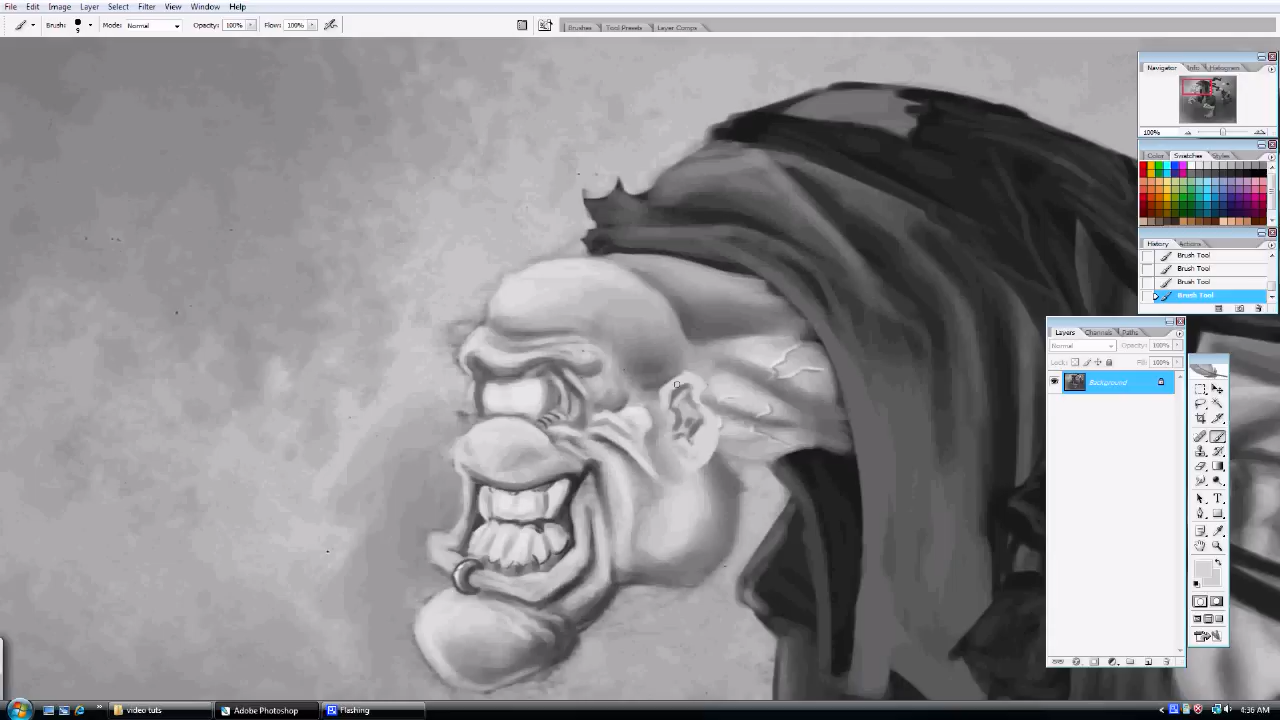 File Edit Image Layer Select Filter View Window Help
Brush: 9 Mode: Normal Opacity: 100% Flow: 100%
Brushes Tool Presets Layer Comps
Navigator Info Histogram
100%
Color Swatches Styles
History Actions
Brush Tool
Brush Tool
Brush Tool
Brush Tool
Layers Channels Paths
Normal Opacity: 100%
Lock: Fill: 100%
Background
video tuts Adobe Photoshop Flashing 4:36 AM